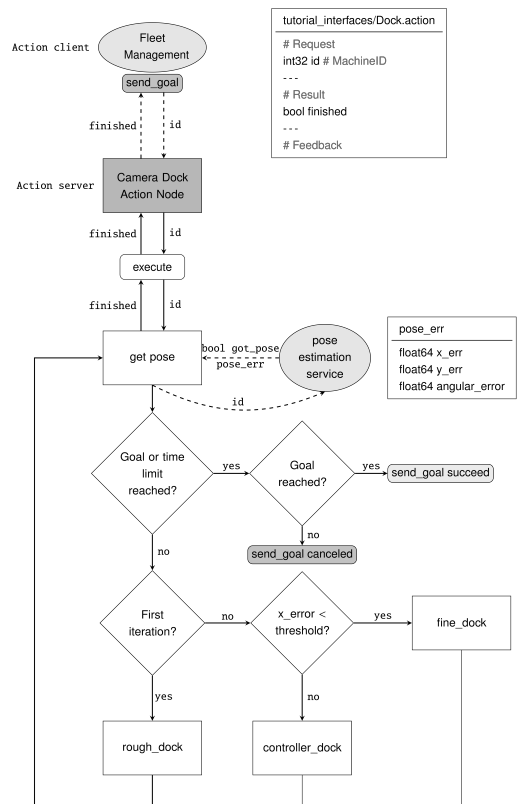 Action client
Fleet
Management
send_goal
finished
id
Action server
Camera Dock
Action Node
finished
id
execute
finished
id
get pose
bool got_pose
pose_err
pose
estimation
service
id
tutorial_interfaces/Dock.action
# Request
int32 id # MachineID
---
# Result
bool finished
---
# Feedback
pose_err
float64 x_err
float64 y_err
float64 angular_error
Goal or time
limit
reached?
yes
Goal
reached?
yes
send_goal succeed
no
send_goal canceled
no
First
iteration?
no
x_error <
threshold?
yes
fine_dock
yes
rough_dock
no
controller_dock